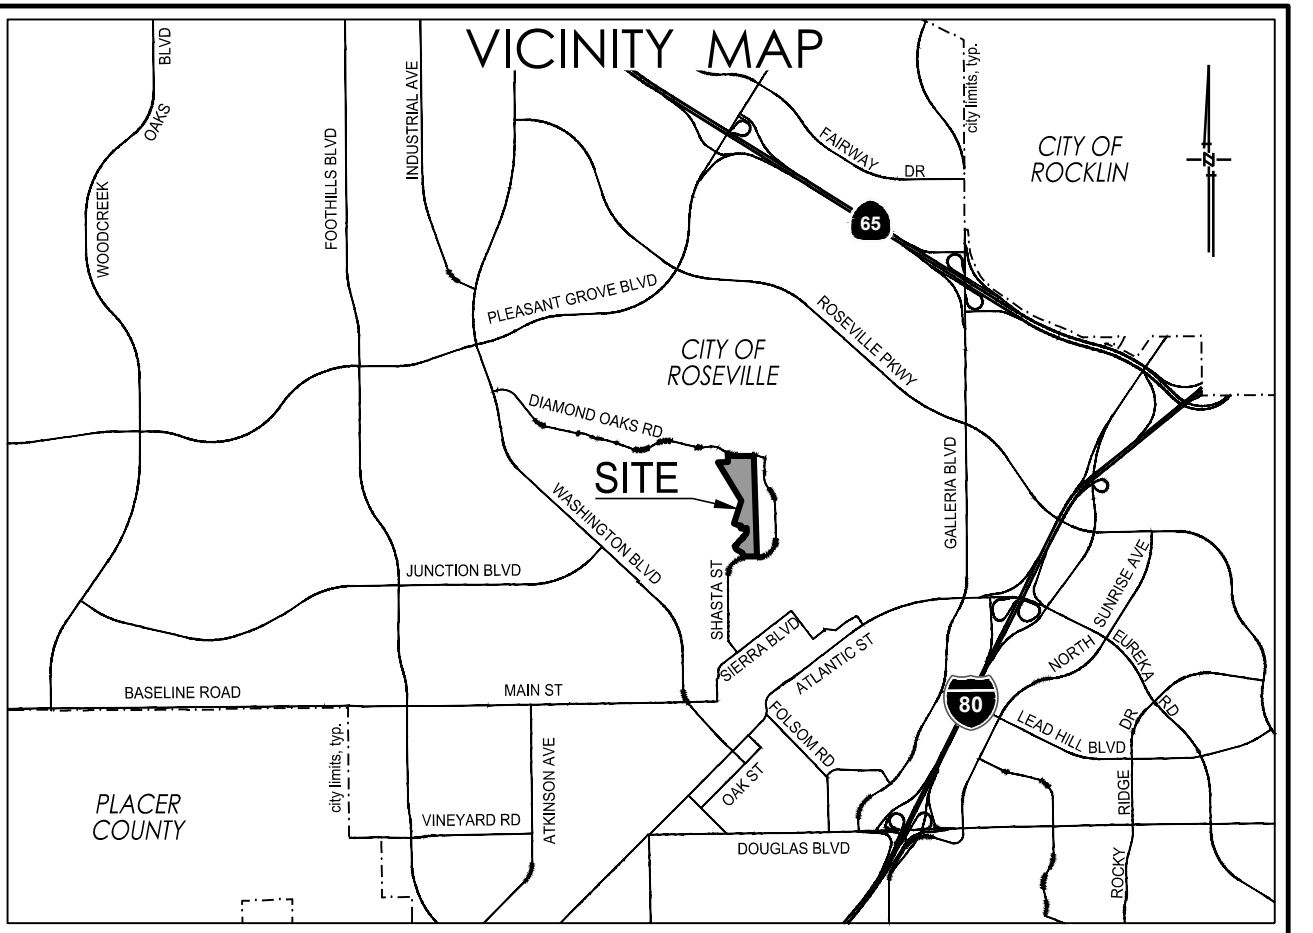 VICINITY MAP
BLVD
OAKS
WOODCREEK
FOOTHILLS BLVD
INDUSTRIAL AVE
FAIRWAY
DR
city limits, typ.
CITY OF
ROCKLIN
N
65
PLEASANT GROVE BLVD
ROSEVILLE PKWY
CITY OF
ROSEVILLE
DIAMOND OAKS RD
SITE
WASHINGTON BLVD
GALLERIA BLVD
JUNCTION BLVD
SHASTA ST
SIERRA BLVD
ATLANTIC ST
NORTH SUNRISE AVE
EUREKA RD
BASELINE ROAD
MAIN ST
80
FOLSOM RD
LEAD HILL BLVD
city limits, typ.
ATKINSON AVE
OAK ST
PLACER
COUNTY
VINEYARD RD
DOUGLAS BLVD
ROCKY RIDGE DR